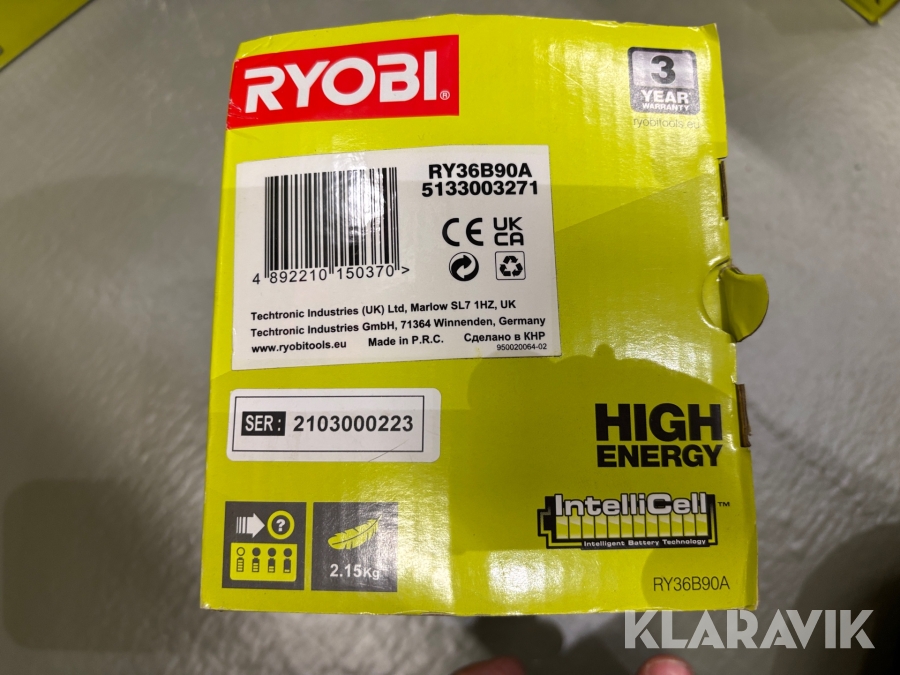 RYOBI®
3
YEAR
WARRANTY
ryobitools.eu
RY36B90A
5133003271
CE UK
CA
4 892210 150370 >
Techtronic Industries (UK) Ltd, Marlow SL7 1HZ, UK
Techtronic Industries GmbH, 71364 Winnenden, Germany
www.ryobitools.eu Made in P.R.C. Сделано в КНР
950020064-02
SER: 2103000223
HIGH
ENERGY
IntelliCell™
Intelligent Battery Technology
?
2.15Kg
RY36B90A
KLARAVIK